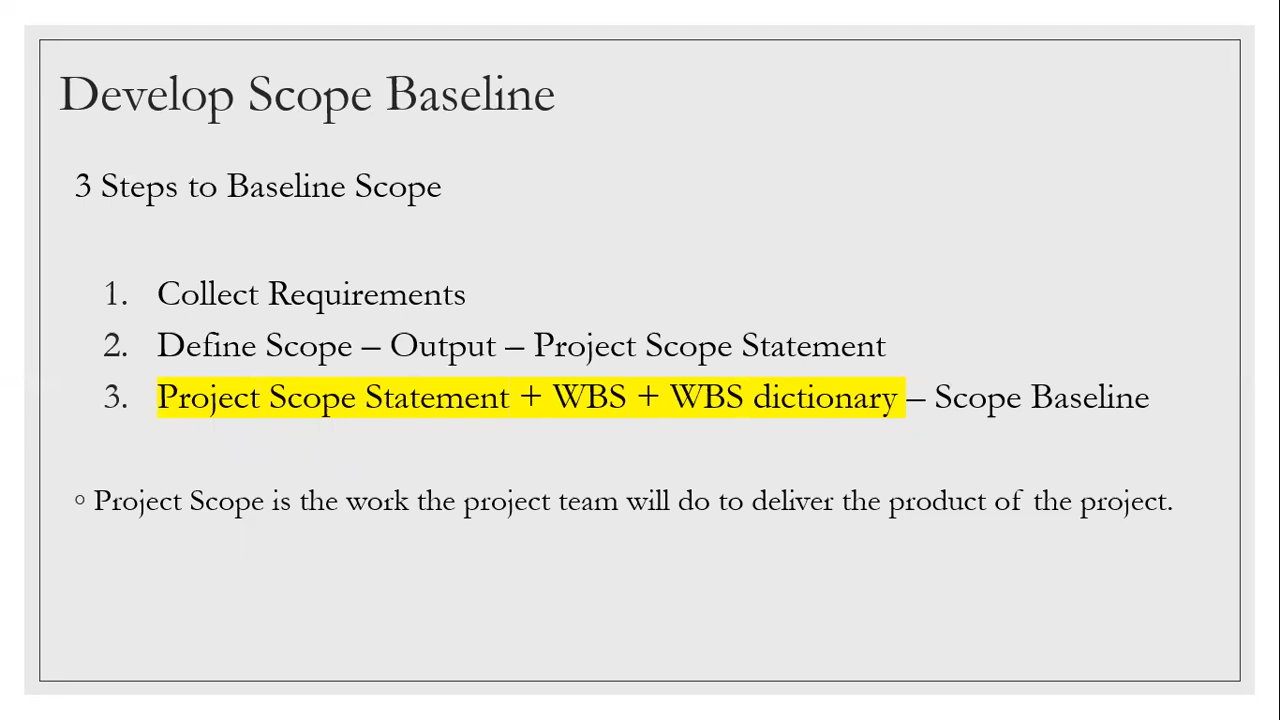 Develop Scope Baseline
3 Steps to Baseline Scope
1. Collect Requirements
2. Define Scope – Output – Project Scope Statement
3. Project Scope Statement + WBS + WBS dictionary – Scope Baseline
◦ Project Scope is the work the project team will do to deliver the product of the project.